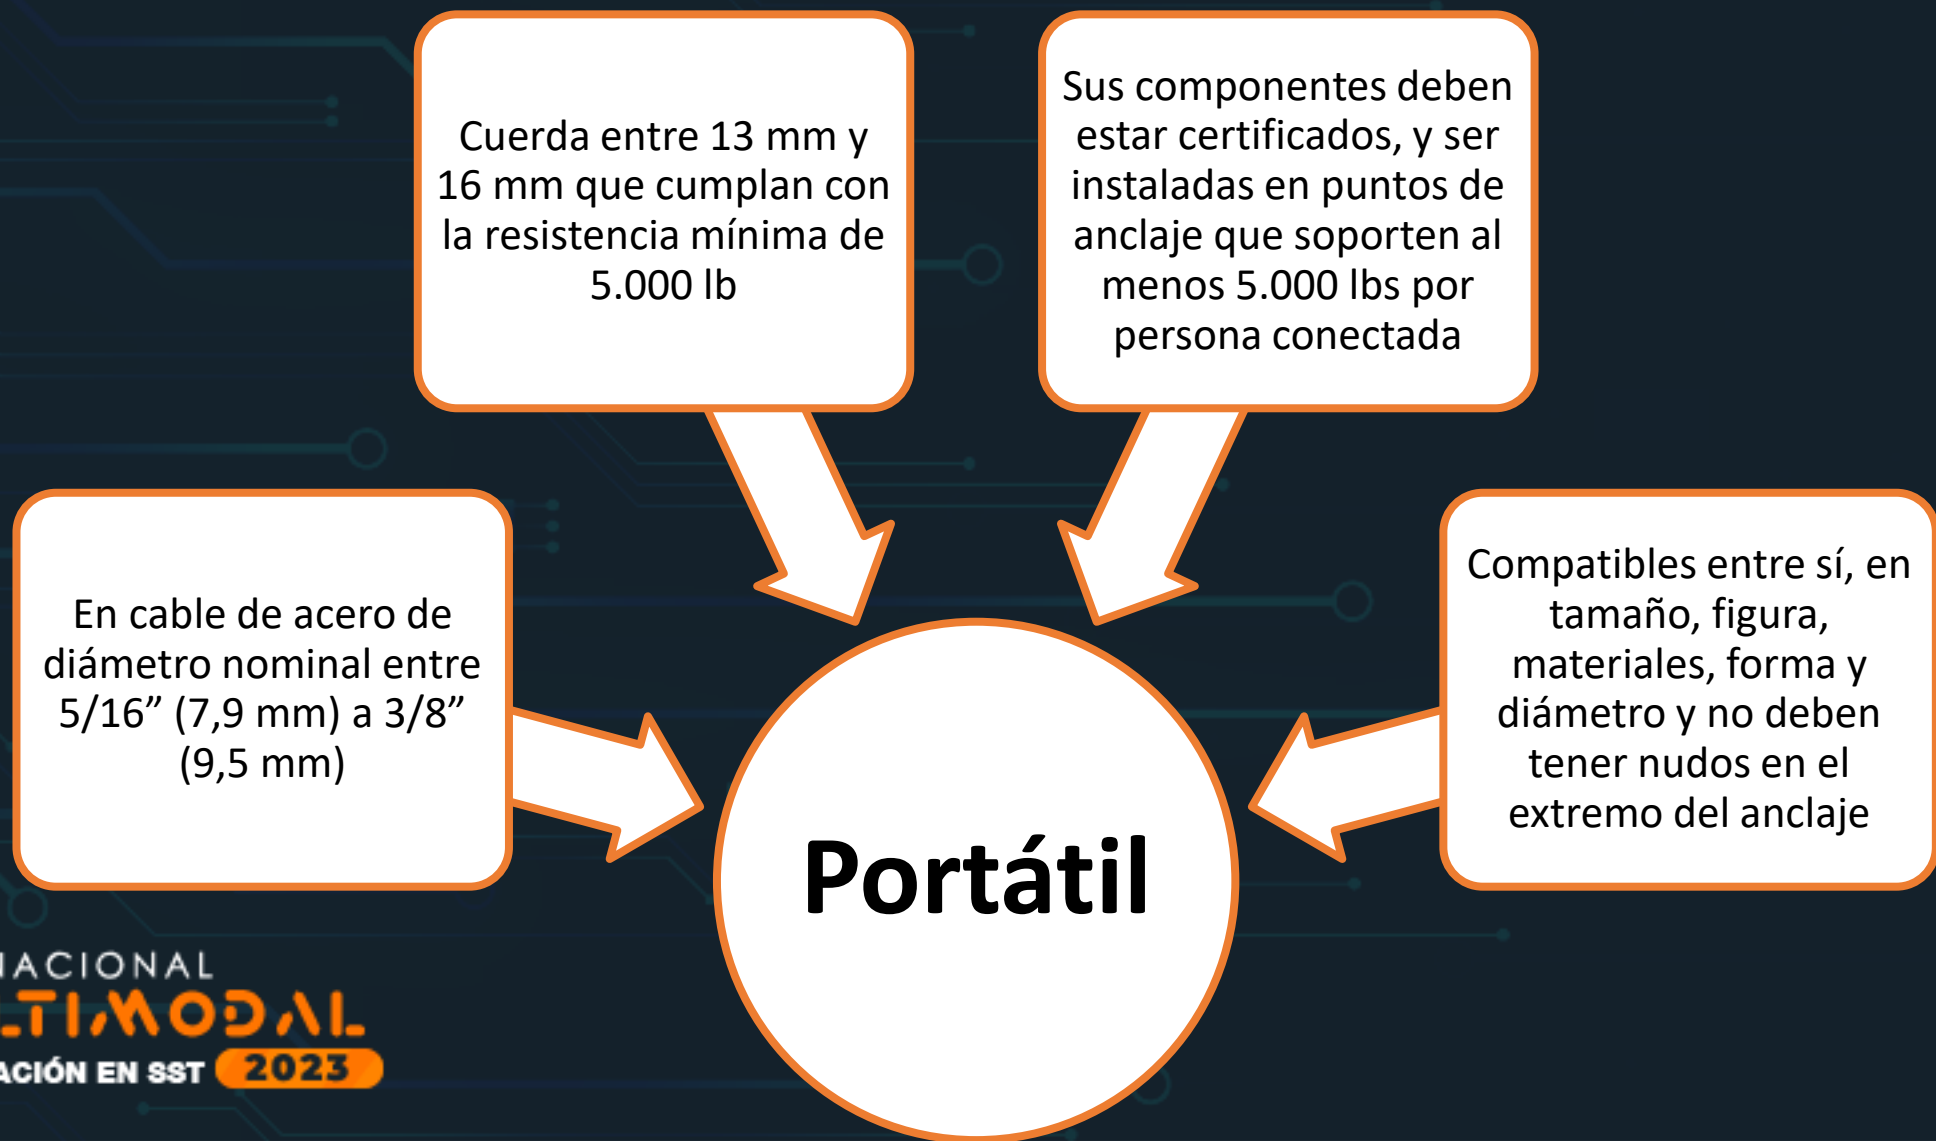 Cuerda entre 13 mm y
16 mm que cumplan con
la resistencia mínima de
5.000 lb
Sus componentes deben
estar certificados, y ser
instaladas en puntos de
anclaje que soporten al
menos 5.000 lbs por
persona conectada
En cable de acero de
diámetro nominal entre
5/16” (7,9 mm) a 3/8”
(9,5 mm)
Compatibles entre sí, en
tamaño, figura,
materiales, forma y
diámetro y no deben
tener nudos en el
extremo del anclaje
Portátil
NACIONAL
LTIMODAL
ACIÓN EN SST 2023